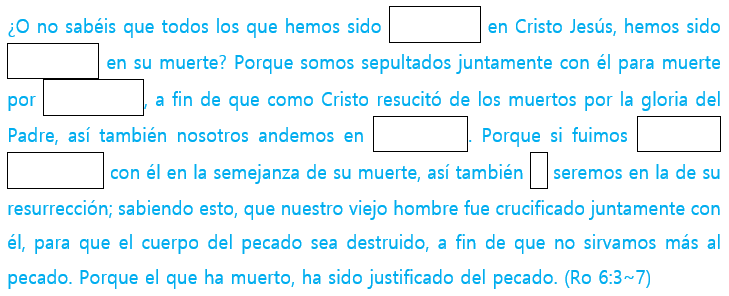 ¿O no sabéis que todos los que hemos sido en Cristo Jesús, hemos sido
en su muerte? Porque somos sepultados juntamente con él para muerte
por , a fin de que como Cristo resucitó de los muertos por la gloria del
Padre, así también nosotros andemos en . Porque si fuimos
con él en la semejanza de su muerte, así también seremos en la de su
resurrección; sabiendo esto, que nuestro viejo hombre fue crucificado juntamente con
él, para que el cuerpo del pecado sea destruido, a fin de que no sirvamos más al
pecado. Porque el que ha muerto, ha sido justificado del pecado. (Ro 6:3~7)